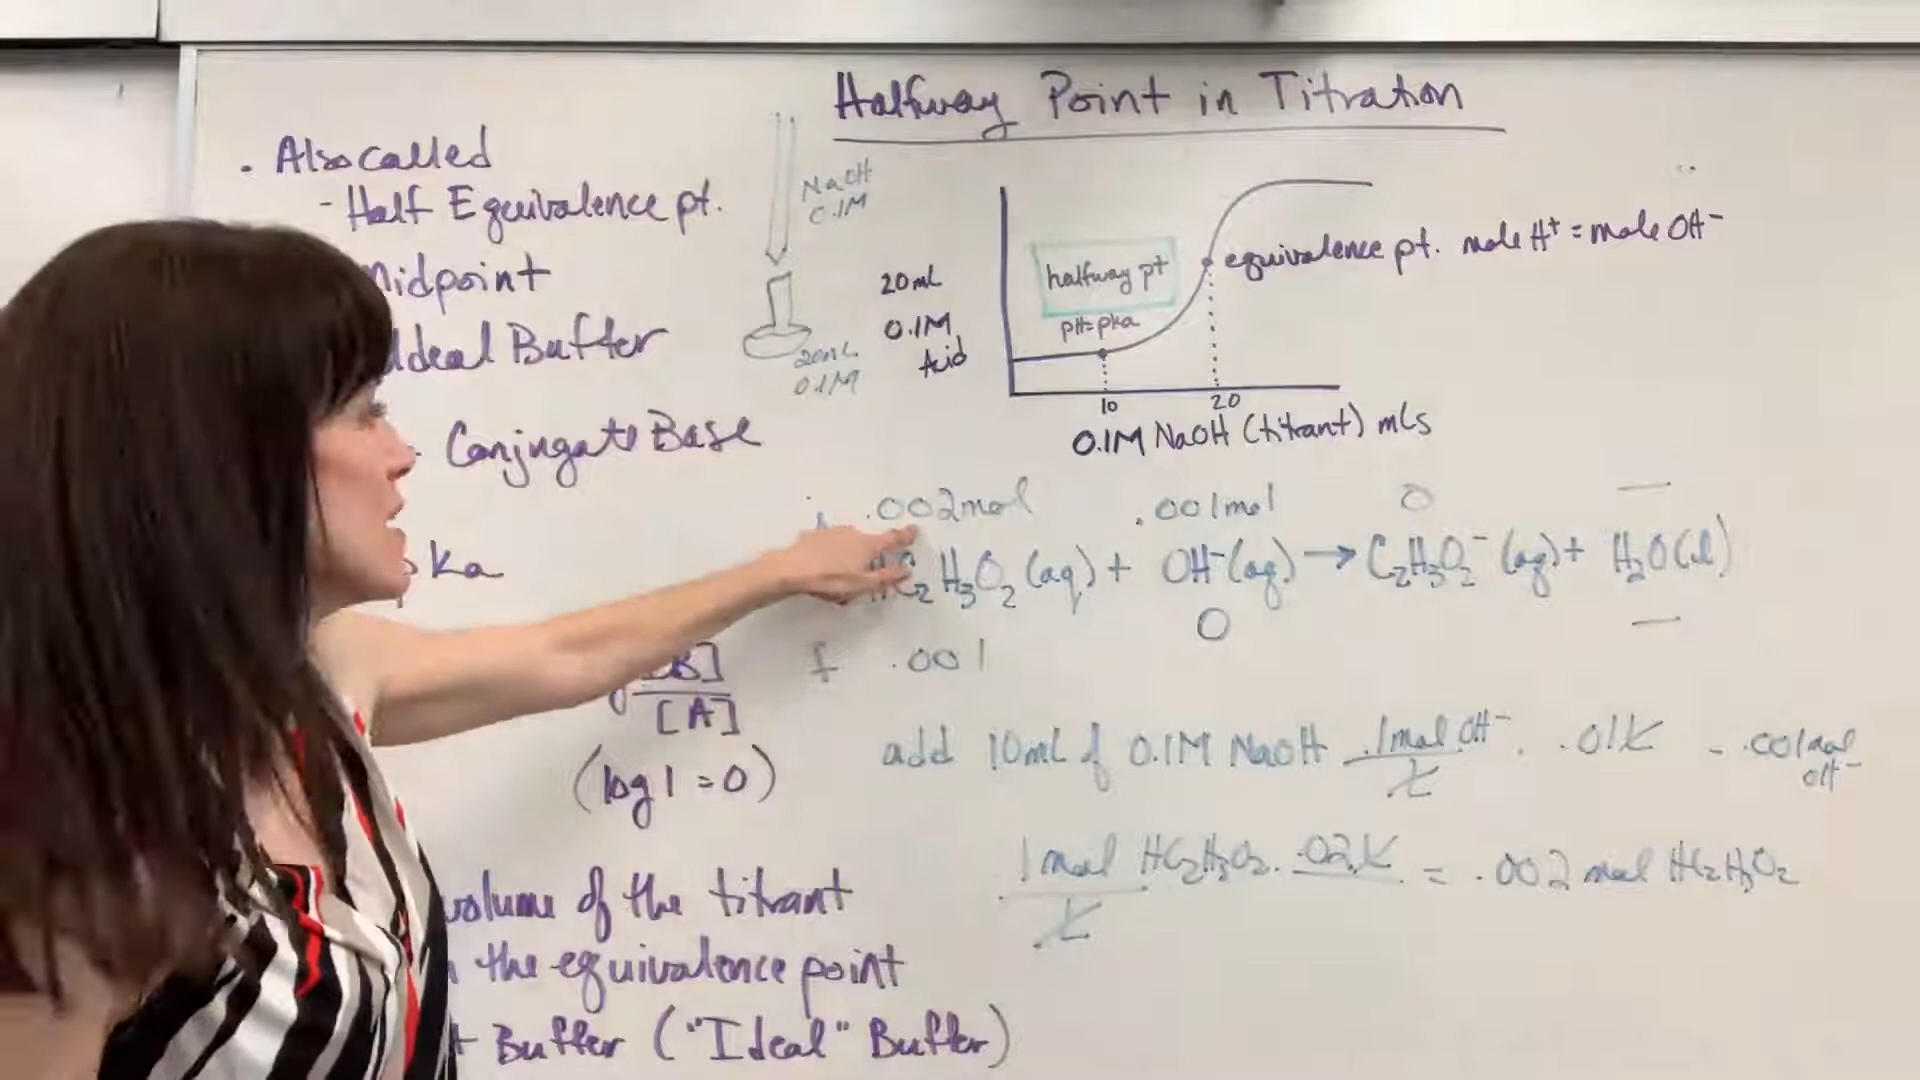 Halfway Point in Titration
. Also called
- Half Equivalence pt.
Midpoint
Ideal Buffer
Conjugate Base
pka
B]
[A]
(log 1 = 0)
volume of the titrant
the equivalence point
Buffer ("Ideal" Buffer)
NaOH
0.1M
20mL
0.1M
20mL
0.1M
Acid
halfway pt
pH=pka
equivalence pt. mole H⁺ = mole OH⁻
10 20
0.1M NaOH (titrant) mLs
i .002mol .001mol 0 —
HC₂H₃O₂ (aq) + OH⁻(aq) → C₂H₃O₂⁻ (aq) + H₂O(l)
0 —
f .001
add 10mL of 0.1M NaOH .1mol OH⁻ . .01L = .001mol
L OH⁻
.1mol HC₂H₃O₂ . .02L = .002 mol HC₂H₃O₂
L